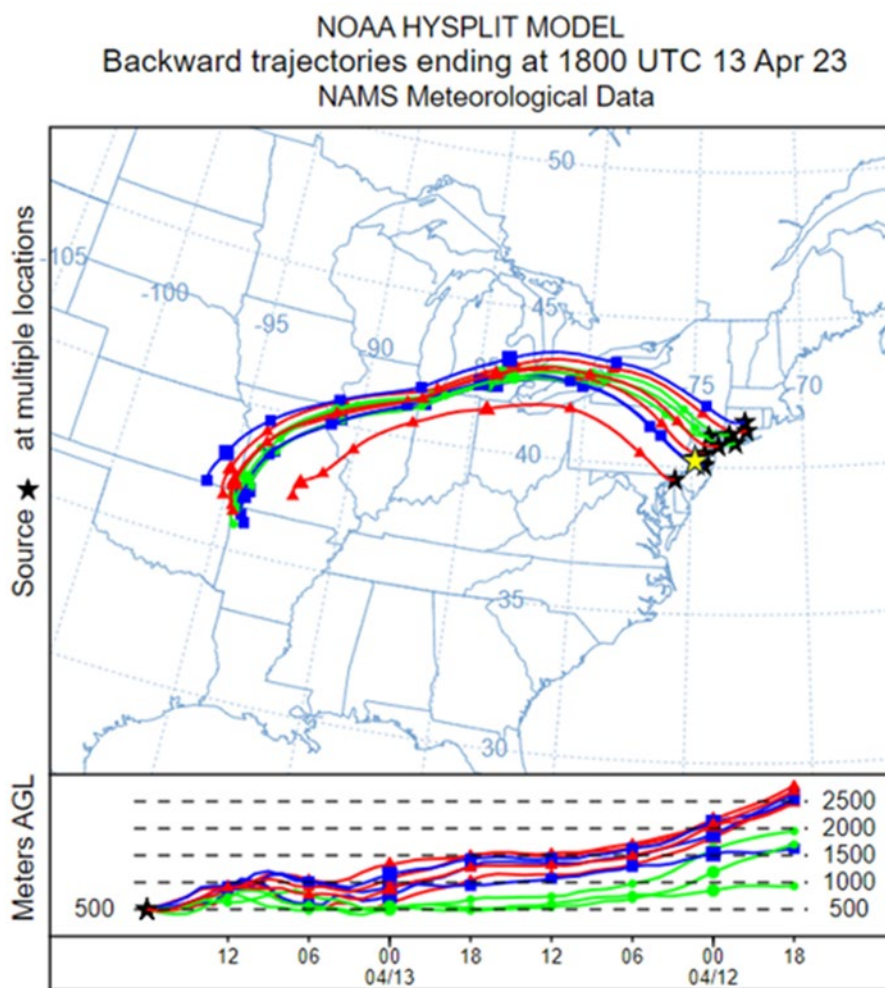 NOAA HYSPLIT MODEL
Backward trajectories ending at 1800 UTC 13 Apr 23
NAMS Meteorological Data
Source ★ at multiple locations
50
-105
-100
45
-95
-90
75
-70
40
35
30
Meters AGL
2500
2000
1500
1000
500 500
12 06 00 18 12 06 00 18
04/13 04/12